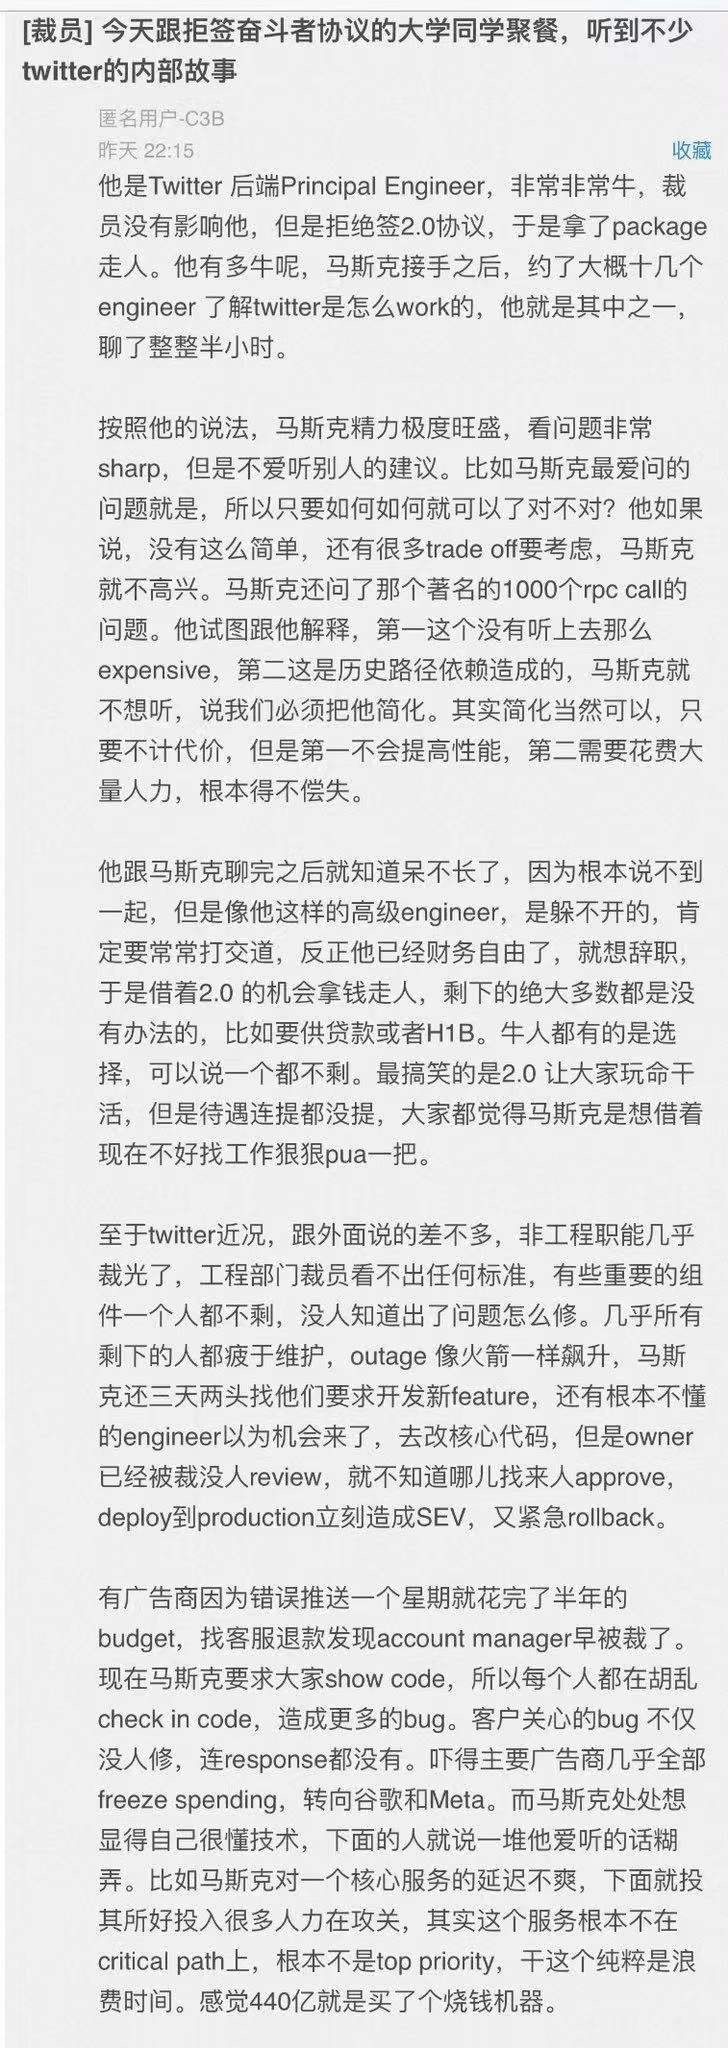 [裁员] 今天跟拒签奋斗者协议的大学同学聚餐，听到不少
twitter的内部故事
匿名用户-C3B
昨天 22:15
收藏
他是Twitter 后端Principal Engineer，非常非常牛，裁
员没有影响他，但是拒绝签2.0协议，于是拿了package
走人。他有多牛呢，马斯克接手之后，约了大概十几个
engineer 了解twitter是怎么work的，他就是其中之一，
聊了整整半小时。
按照他的说法，马斯克精力极度旺盛，看问题非常
sharp，但是不爱听别人的建议。比如马斯克最爱问的
问题就是，所以只要如何如何就可以了对不对？他如果
说，没有这么简单，还有很多trade off要考虑，马斯克
就不高兴。马斯克还问了那个著名的1000个rpc call的
问题。他试图跟他解释，第一这个没有听上去那么
expensive，第二这是历史路径依赖造成的，马斯克就
不想听，说我们必须把他简化。其实简化当然可以，只
要不计代价，但是第一不会提高性能，第二需要花费大
量人力，根本得不偿失。
他跟马斯克聊完之后就知道呆不长了，因为根本说不到
一起，但是像他这样的高级engineer，是躲不开的，肯
定要常常打交道，反正他已经财务自由了，就想辞职，
于是借着2.0 的机会拿钱走人，剩下的绝大多数都是没
有办法的，比如要供贷款或者H1B。牛人都有的是选
择，可以说一个都不剩。最搞笑的是2.0 让大家玩命干
活，但是待遇连提都没提，大家都觉得马斯克是想借着
现在不好找工作狠狠pua一把。
至于twitter近况，跟外面说的差不多，非工程职能几乎
裁光了，工程部门裁员看不出任何标准，有些重要的组
件一个人都不剩，没人知道出了问题怎么修。几乎所有
剩下的人都疲于维护，outage 像火箭一样飙升，马斯
克还三天两头找他们要求开发新feature，还有根本不懂
的engineer以为机会来了，去改核心代码，但是owner
已经被裁没人review，就不知道哪儿找来人approve，
deploy到production立刻造成SEV，又紧急rollback。
有广告商因为错误推送一个星期就花完了半年的
budget，找客服退款发现account manager早被裁了。
现在马斯克要求大家show code，所以每个人都在胡乱
check in code，造成更多的bug。客户关心的bug 不仅
没人修，连response都没有。吓得主要广告商几乎全部
freeze spending，转向谷歌和Meta。而马斯克处处想
显得自己很懂技术，下面的人就说一堆他爱听的话糊
弄。比如马斯克对一个核心服务的延迟不爽，下面就投
其所好投入很多人力在攻关，其实这个服务根本不在
critical path上，根本不是top priority，干这个纯粹是浪
费时间。感觉440亿就是买了个烧钱机器。